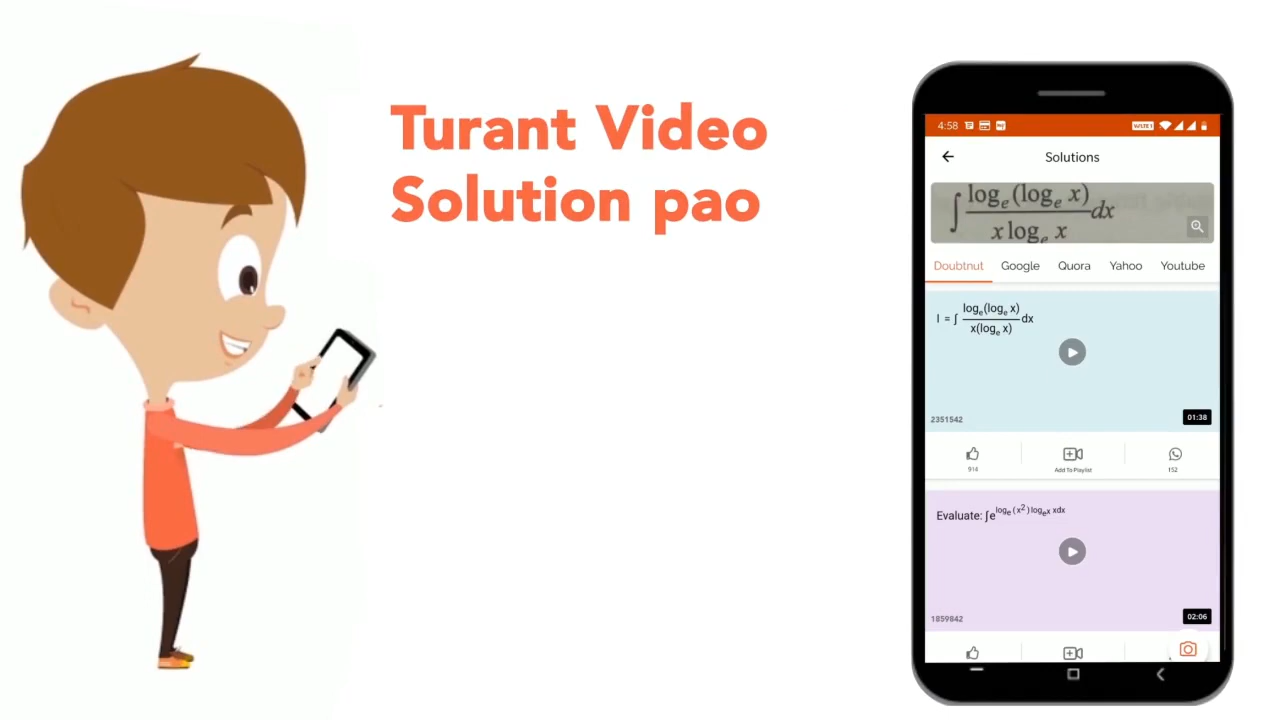 Turant Video
Solution pao
4:58
VoLTE1
Solutions
∫ logₑ(logₑ x) / x logₑ x dx
Doubtnut Google Quora Yahoo Youtube
I = ∫ logₑ(logₑ x) / x(logₑ x) dx
2351542 01:38
914 Add To Playlist 152
Evaluate: ∫e^logₑ(x²)logₑx xdx
1859842 02:06